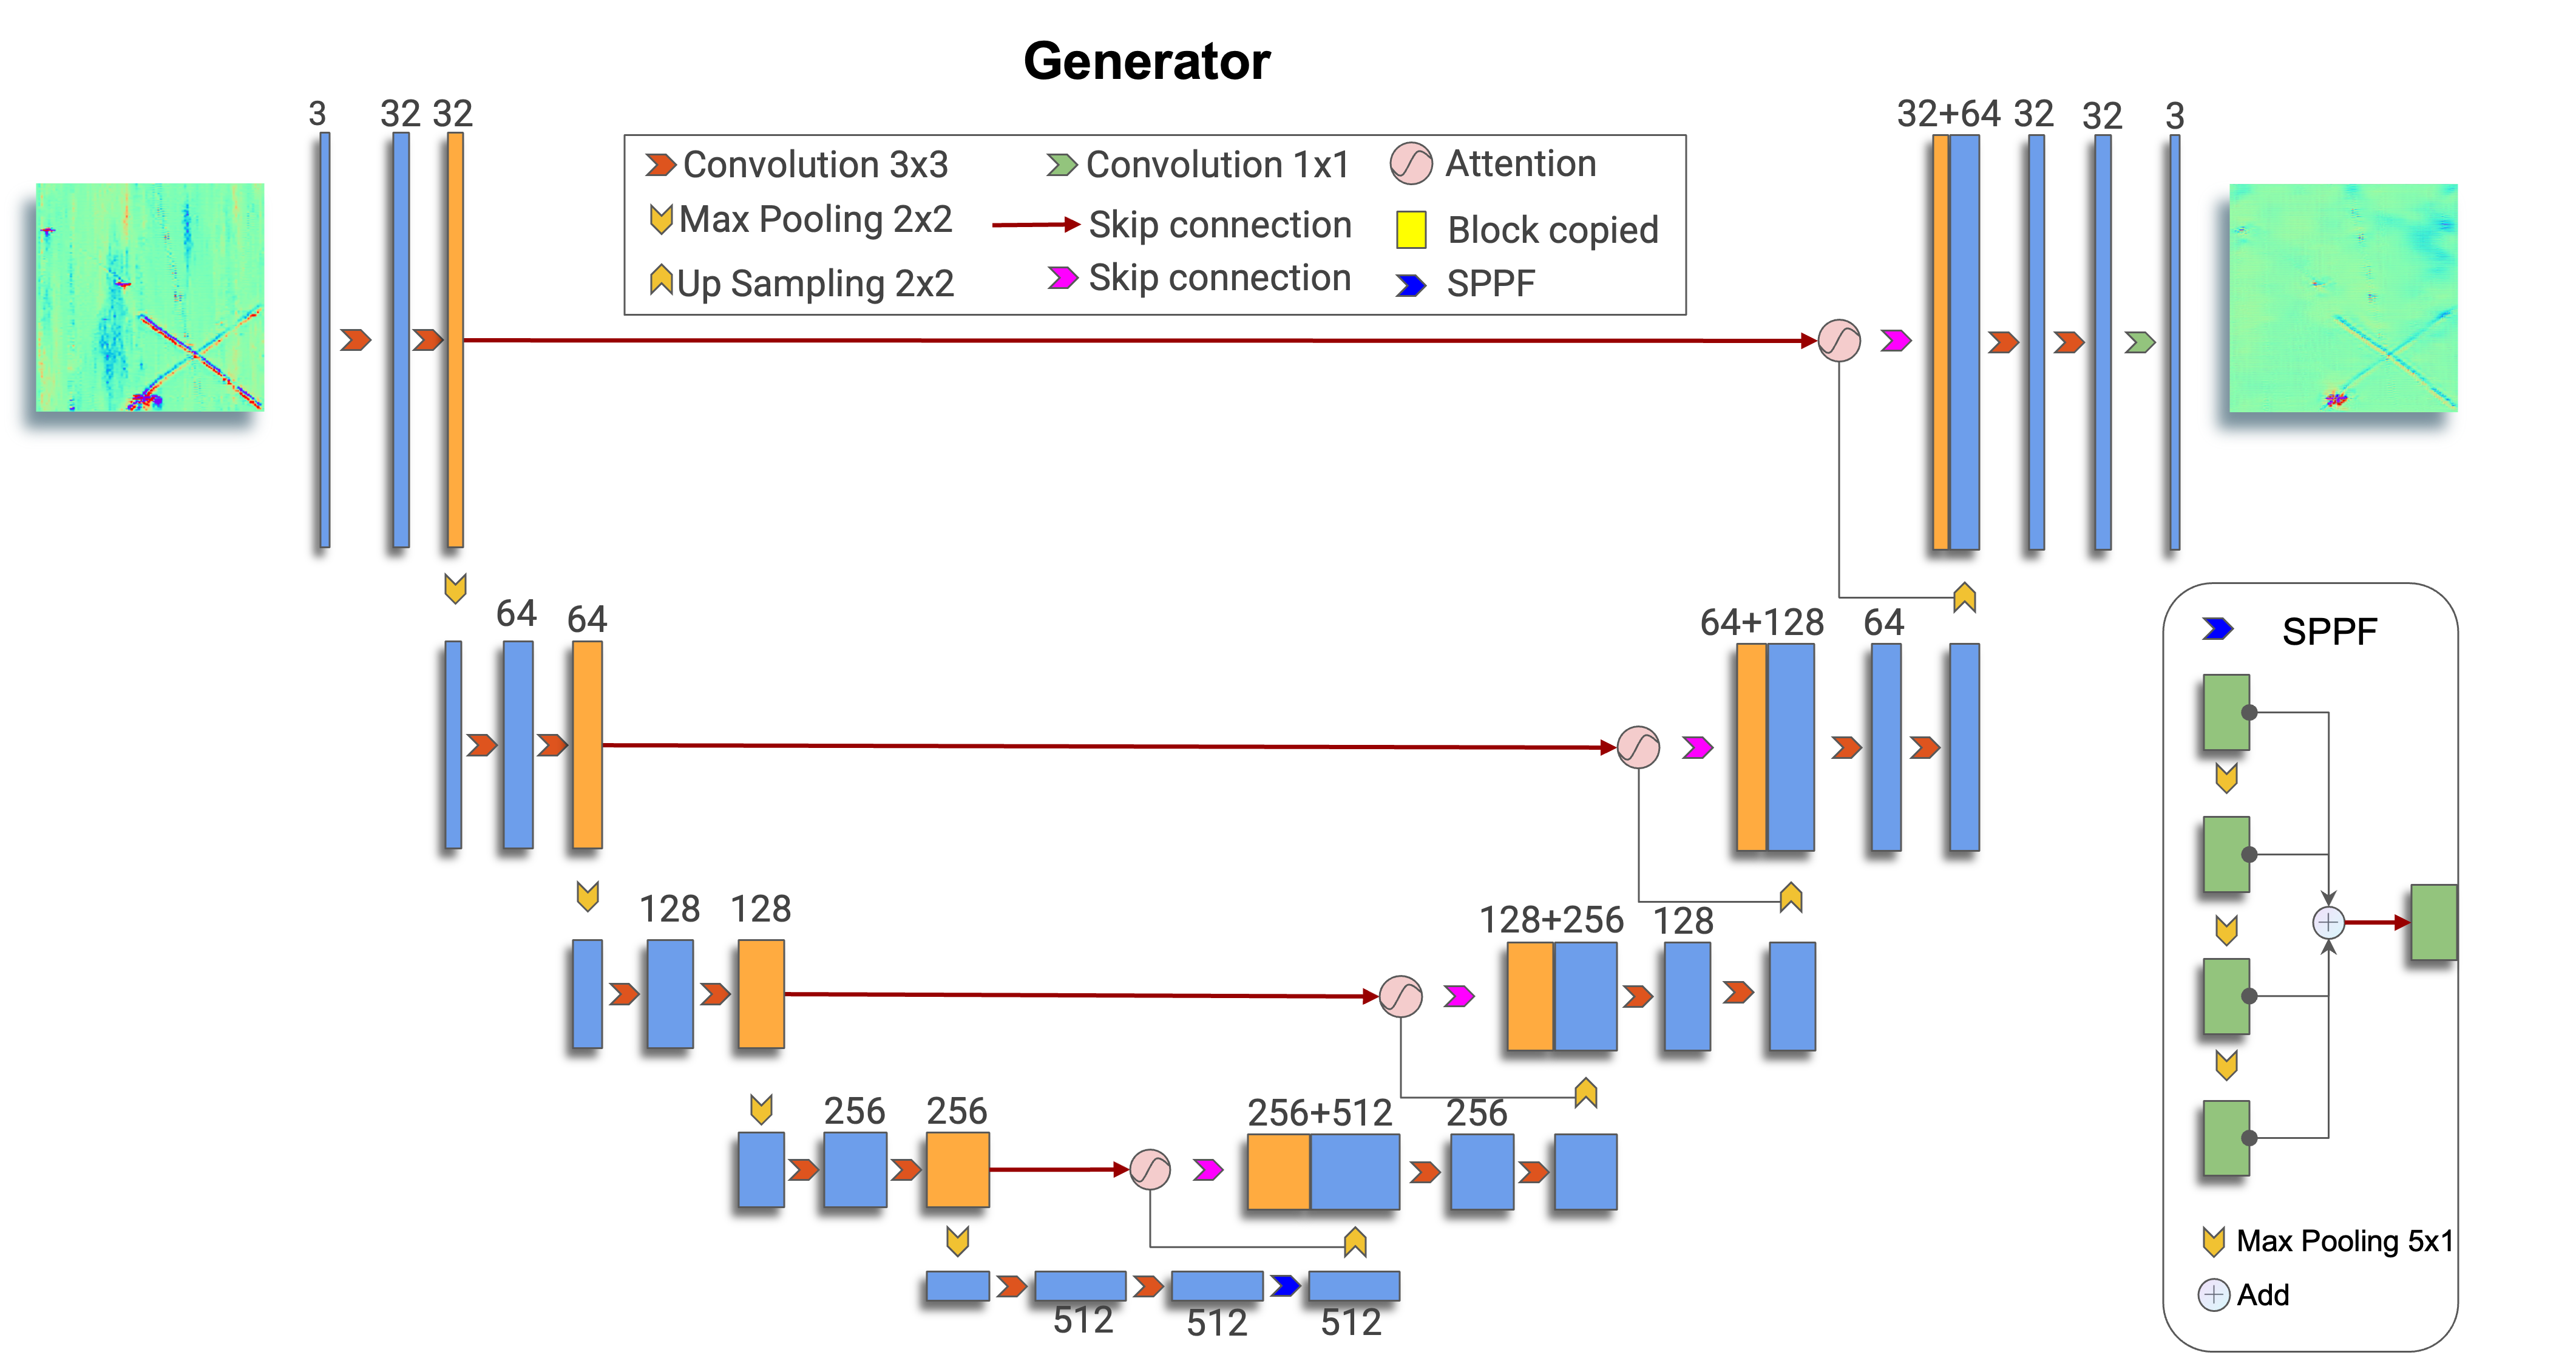 Generator
3 32 32
32+64 32 32 3
Convolution 3x3
Convolution 1x1
Attention
Max Pooling 2x2
Skip connection
Block copied
Up Sampling 2x2
Skip connection
SPPF
64 64
64+128 64
SPPF
128 128
128+256 128
256 256
256+512 256
Max Pooling 5x1
Add
512 512 512